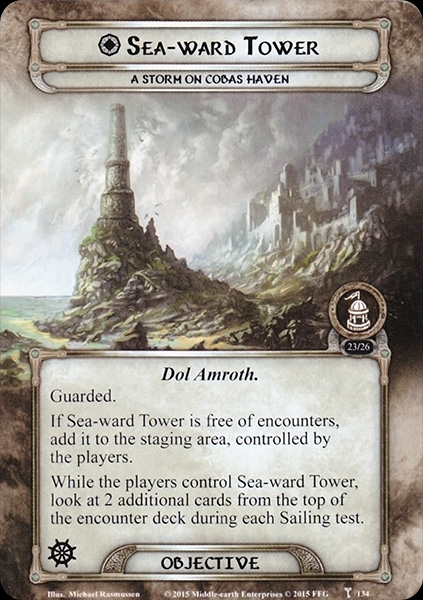 Sea-ward Tower
A Storm on Cobas Haven
23/26
Dol Amroth.
Guarded.
If Sea-ward Tower is free of encounters,
add it to the staging area, controlled by
the players.
While the players control Sea-ward Tower,
look at 2 additional cards from the top of
the encounter deck during each Sailing test.
Objective
Illus. Michael Rasmussen © 2015 Middle-earth Enterprises © 2015 FFG 134